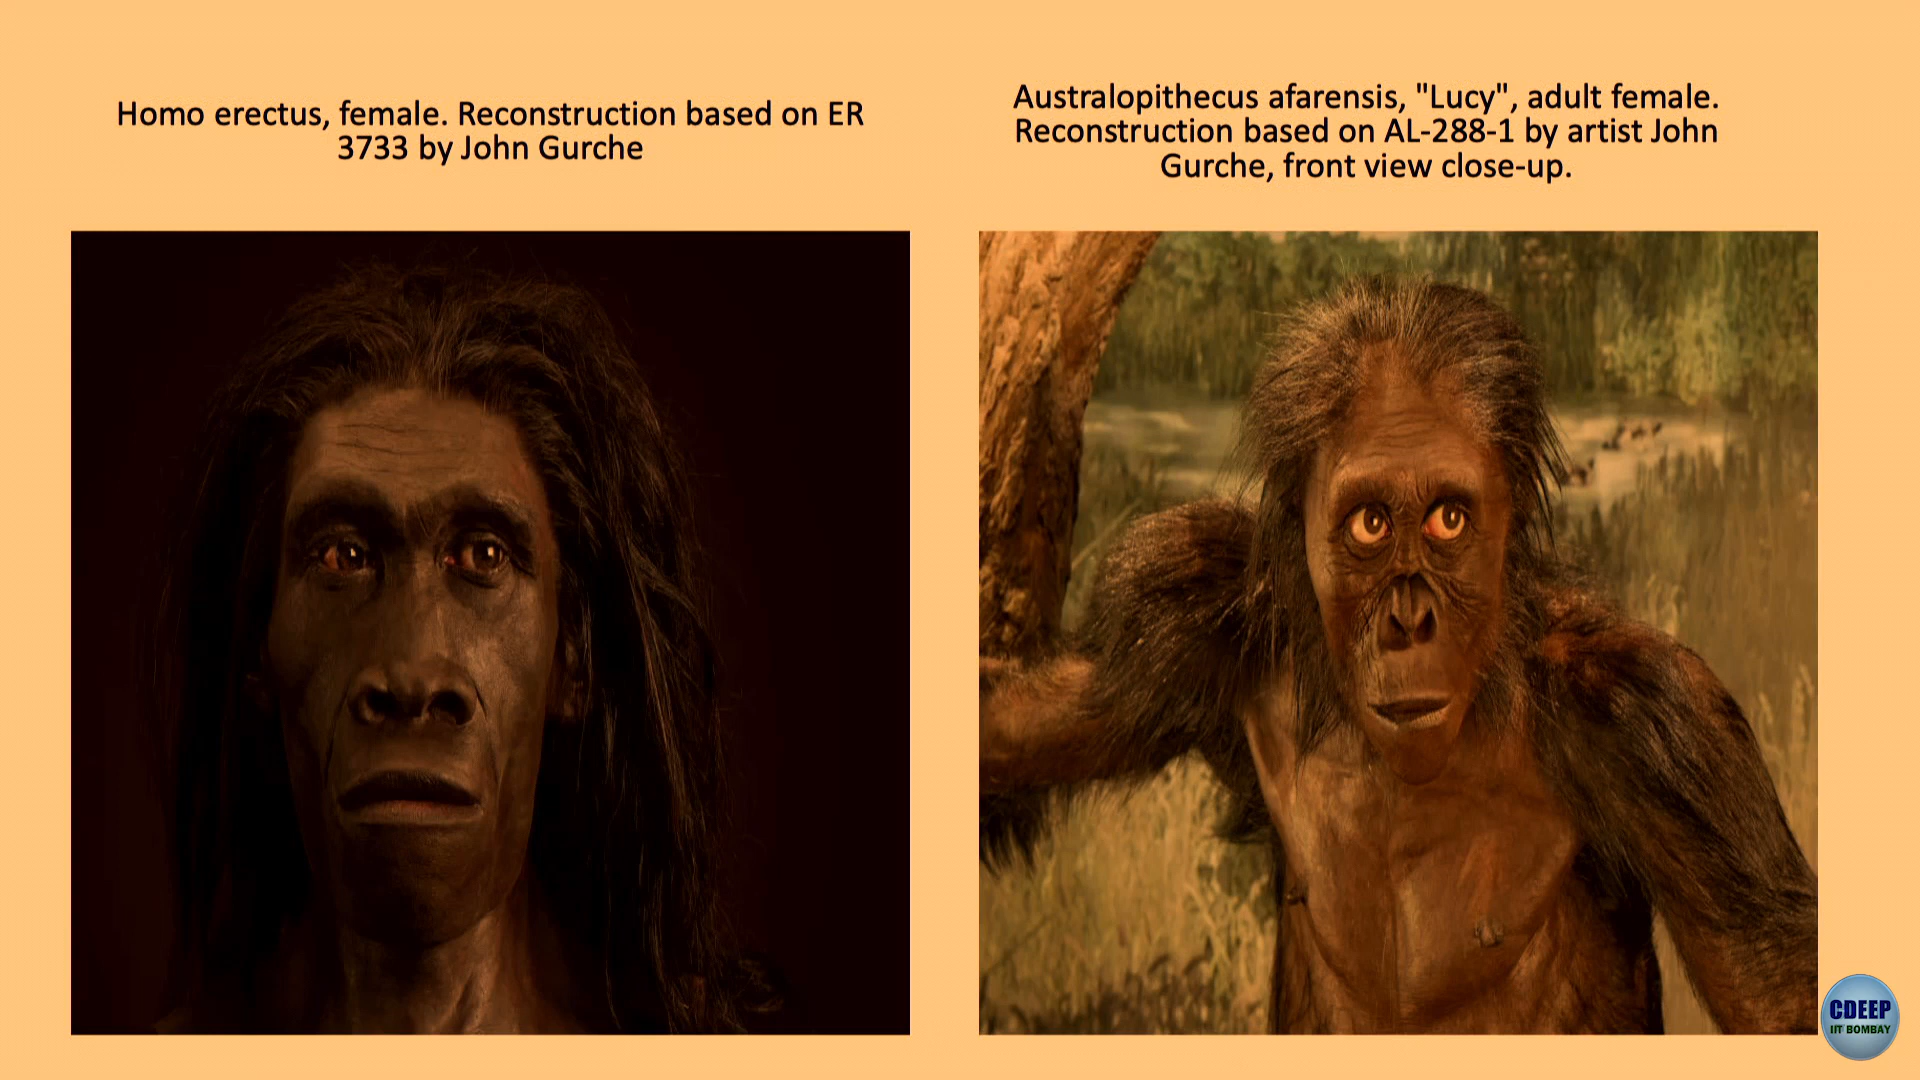 Homo erectus, female. Reconstruction based on ER
3733 by John Gurche
Australopithecus afarensis, "Lucy", adult female.
Reconstruction based on AL-288-1 by artist John
Gurche, front view close-up.
CDEEP
IIT BOMBAY